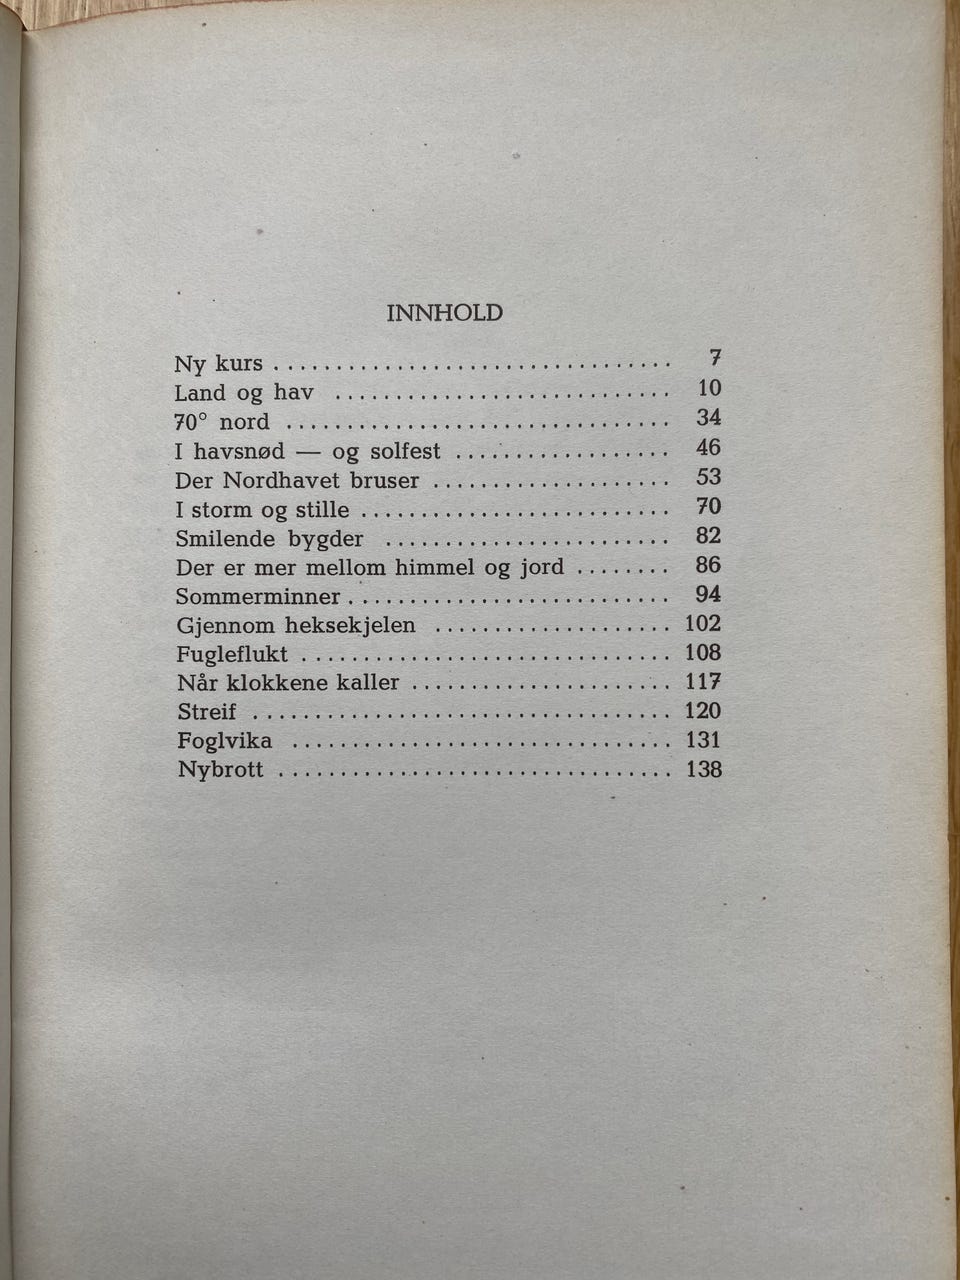 INNHOLD
Ny kurs ................................. 7
Land og hav ............................ 10
70° nord ................................ 34
I havsnød — og solfest .................. 46
Der Nordhavet bruser .................... 53
I storm og stille .......................... 70
Smilende bygder ........................ 82
Der er mer mellom himmel og jord ........ 86
Sommerminner ........................... 94
Gjennom heksekjelen .................... 102
Fugleflukt ............................... 108
Når klokkene kaller ...................... 117
Streif ................................... 120
Foglvika ................................ 131
Nybrott ................................. 138